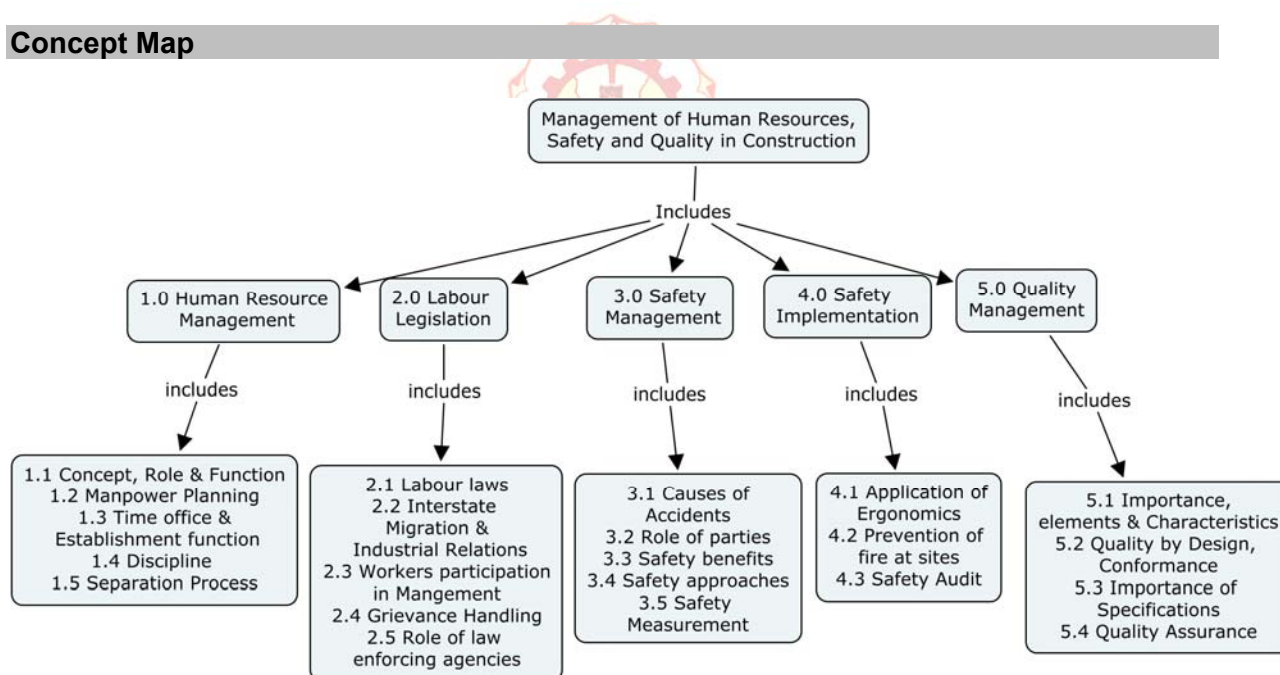 Concept Map
Management of Human Resources,
Safety and Quality in Construction
Includes
1.0 Human Resource
Management
2.0 Labour
Legislation
3.0 Safety
Management
4.0 Safety
Implementation
5.0 Quality
Management
includes
includes
includes
includes
includes
1.1 Concept, Role & Function
1.2 Manpower Planning
1.3 Time office &
Establishment function
1.4 Discipline
1.5 Separation Process
2.1 Labour laws
2.2 Interstate
Migration &
Industrial Relations
2.3 Workers participation
in Mangement
2.4 Grievance Handling
2.5 Role of law
enforcing agencies
3.1 Causes of
Accidents
3.2 Role of parties
3.3 Safety benefits
3.4 Safety approaches
3.5 Safety
Measurement
4.1 Application of
Ergonomics
4.2 Prevention of
fire at sites
4.3 Safety Audit
5.1 Importance,
elements & Characteristics
5.2 Quality by Design,
Conformance
5.3 Importance of
Specifications
5.4 Quality Assurance